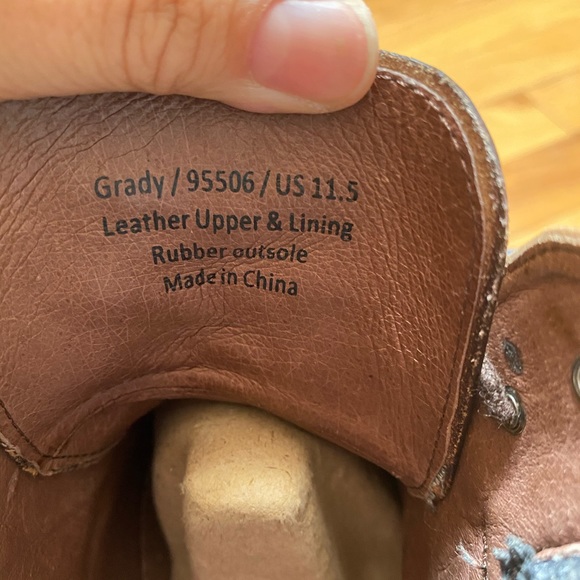 Grady / 95506 / US 11.5
Leather Upper & Lining
Rubber outsole
Made in China